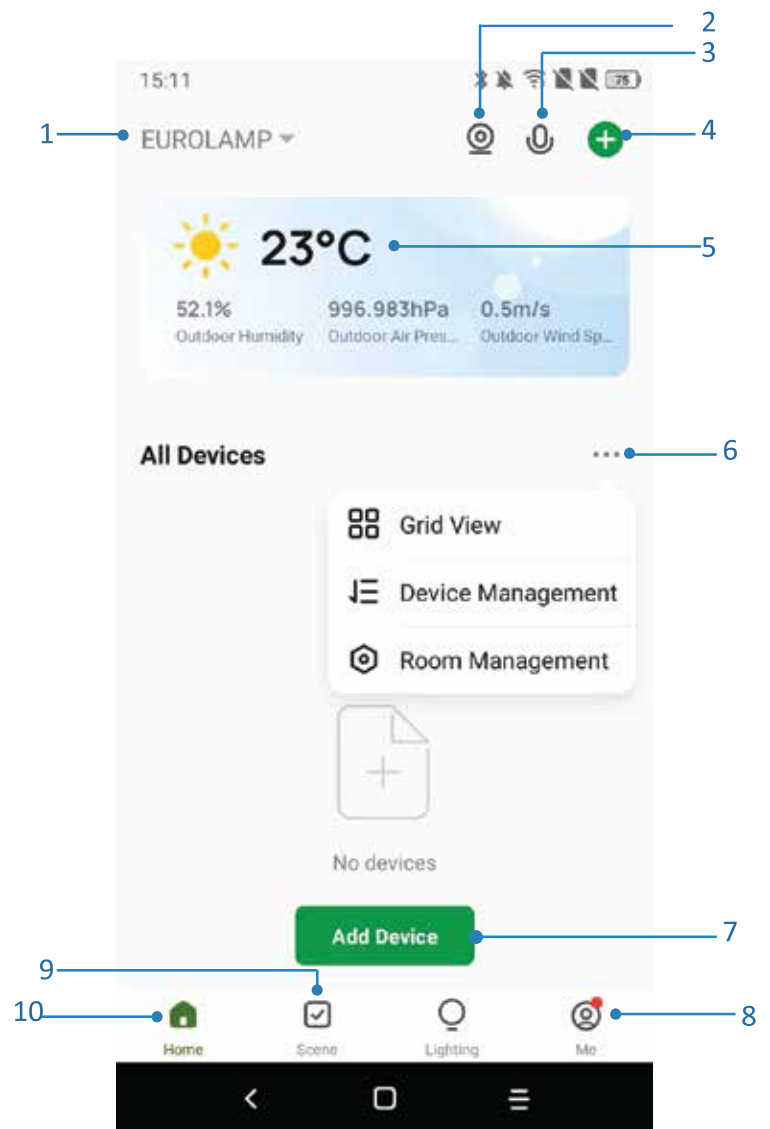 2
3
15:11
75
1
EUROLAMP
4
23°C
5
52.1% 996.983hPa 0.5m/s
Outdoor Humidity Outdoor Air Pres... Outdoor Wind Sp...
All Devices
6
Grid View
Device Management
Room Management
No devices
Add Device
7
9
10
8
Home Scene Lighting Me